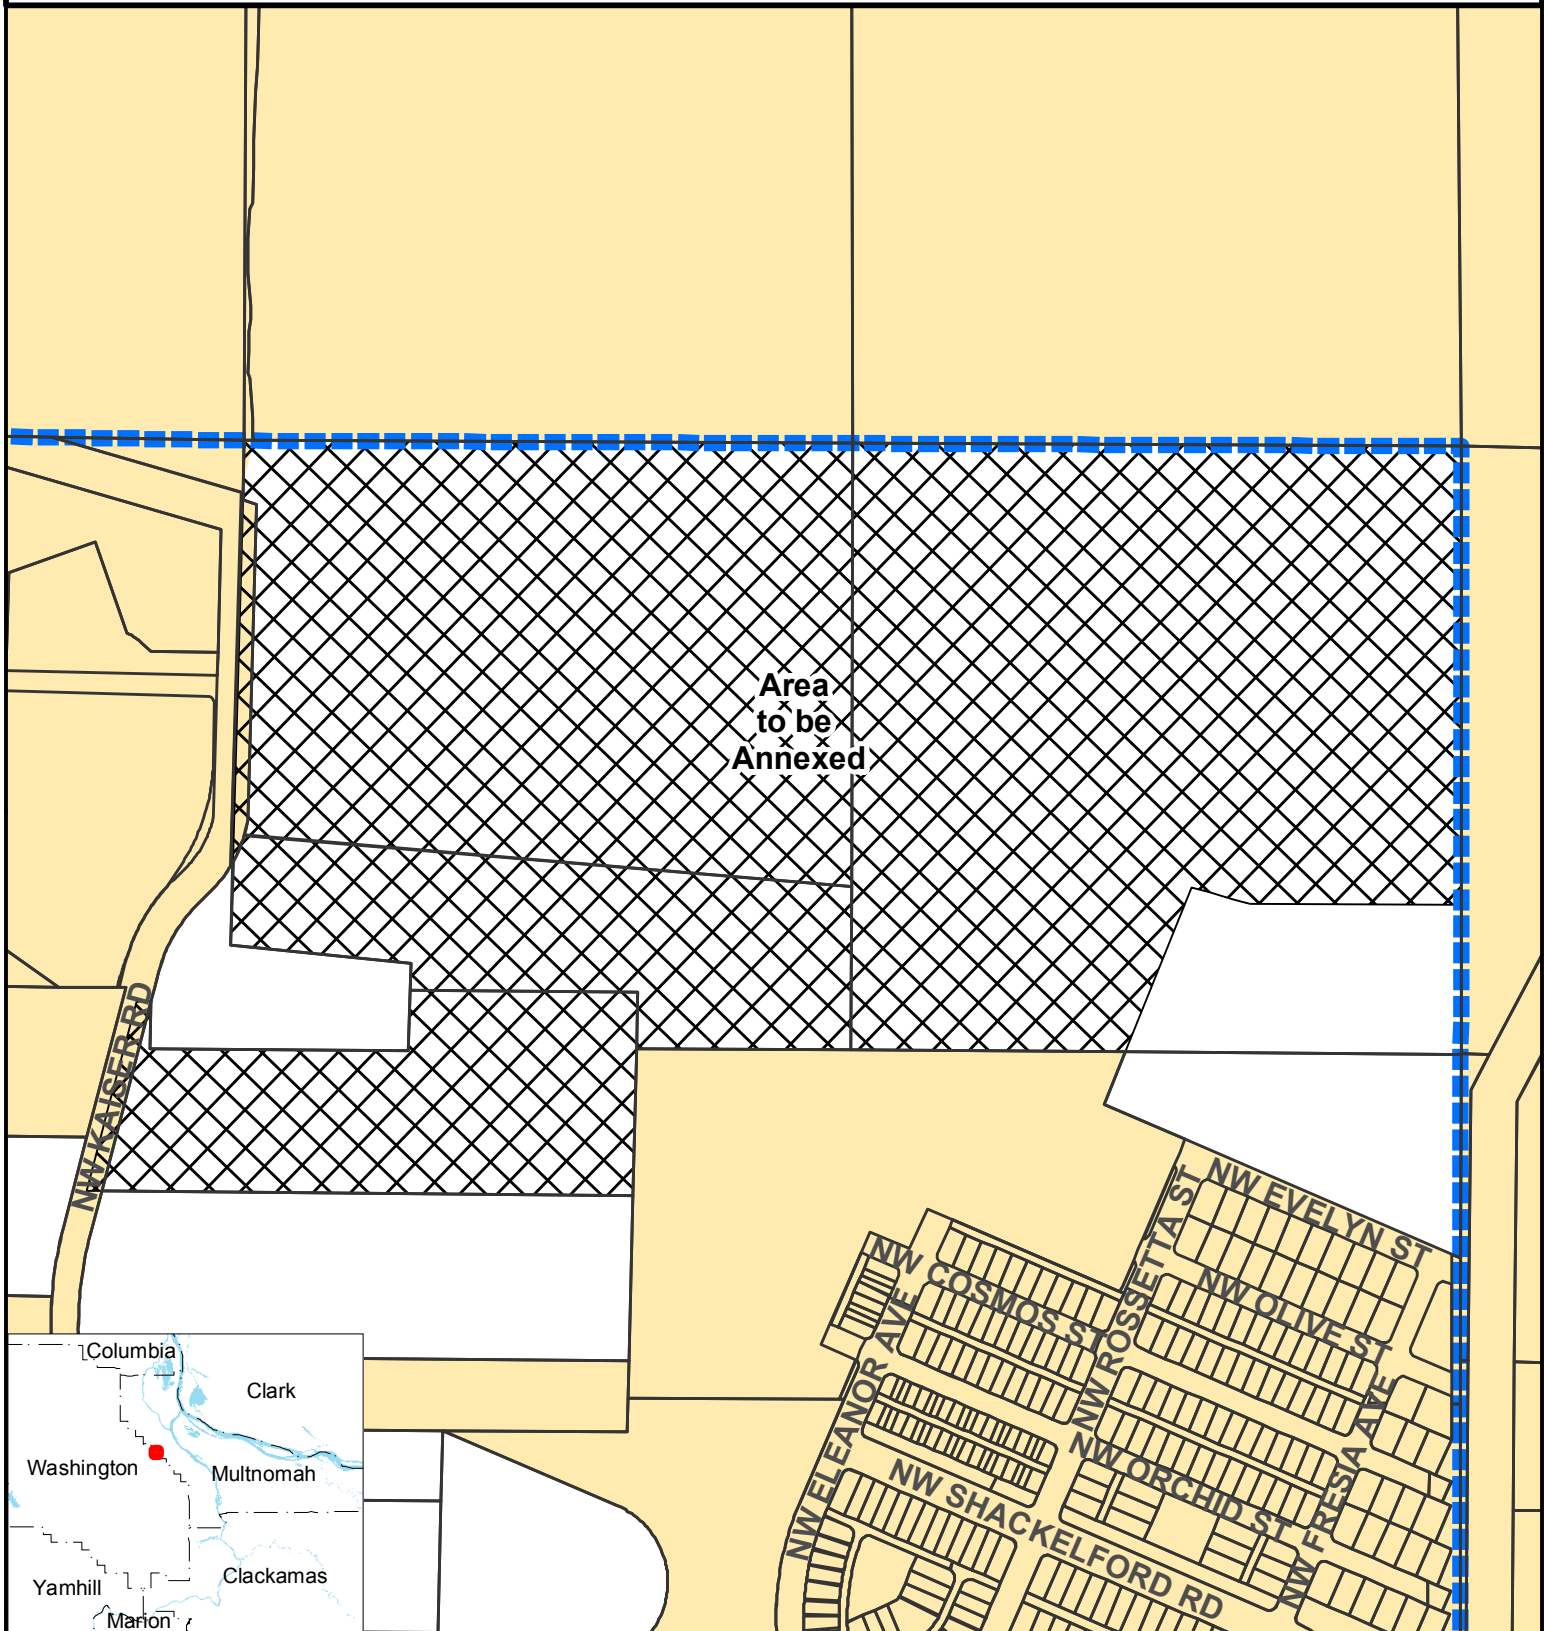 Area
to be
Annexed
NW KAISER RD
NW EVELYN ST
NW ROSSETTA ST
NW OLIVE ST
NW COSMOS ST
NW ELEANOR AVE
NW FRESIA AVE
NW ORCHID ST
NW SHACKELFORD RD
Columbia
Clark
Washington
Multnomah
Yamhill
Clackamas
Marion